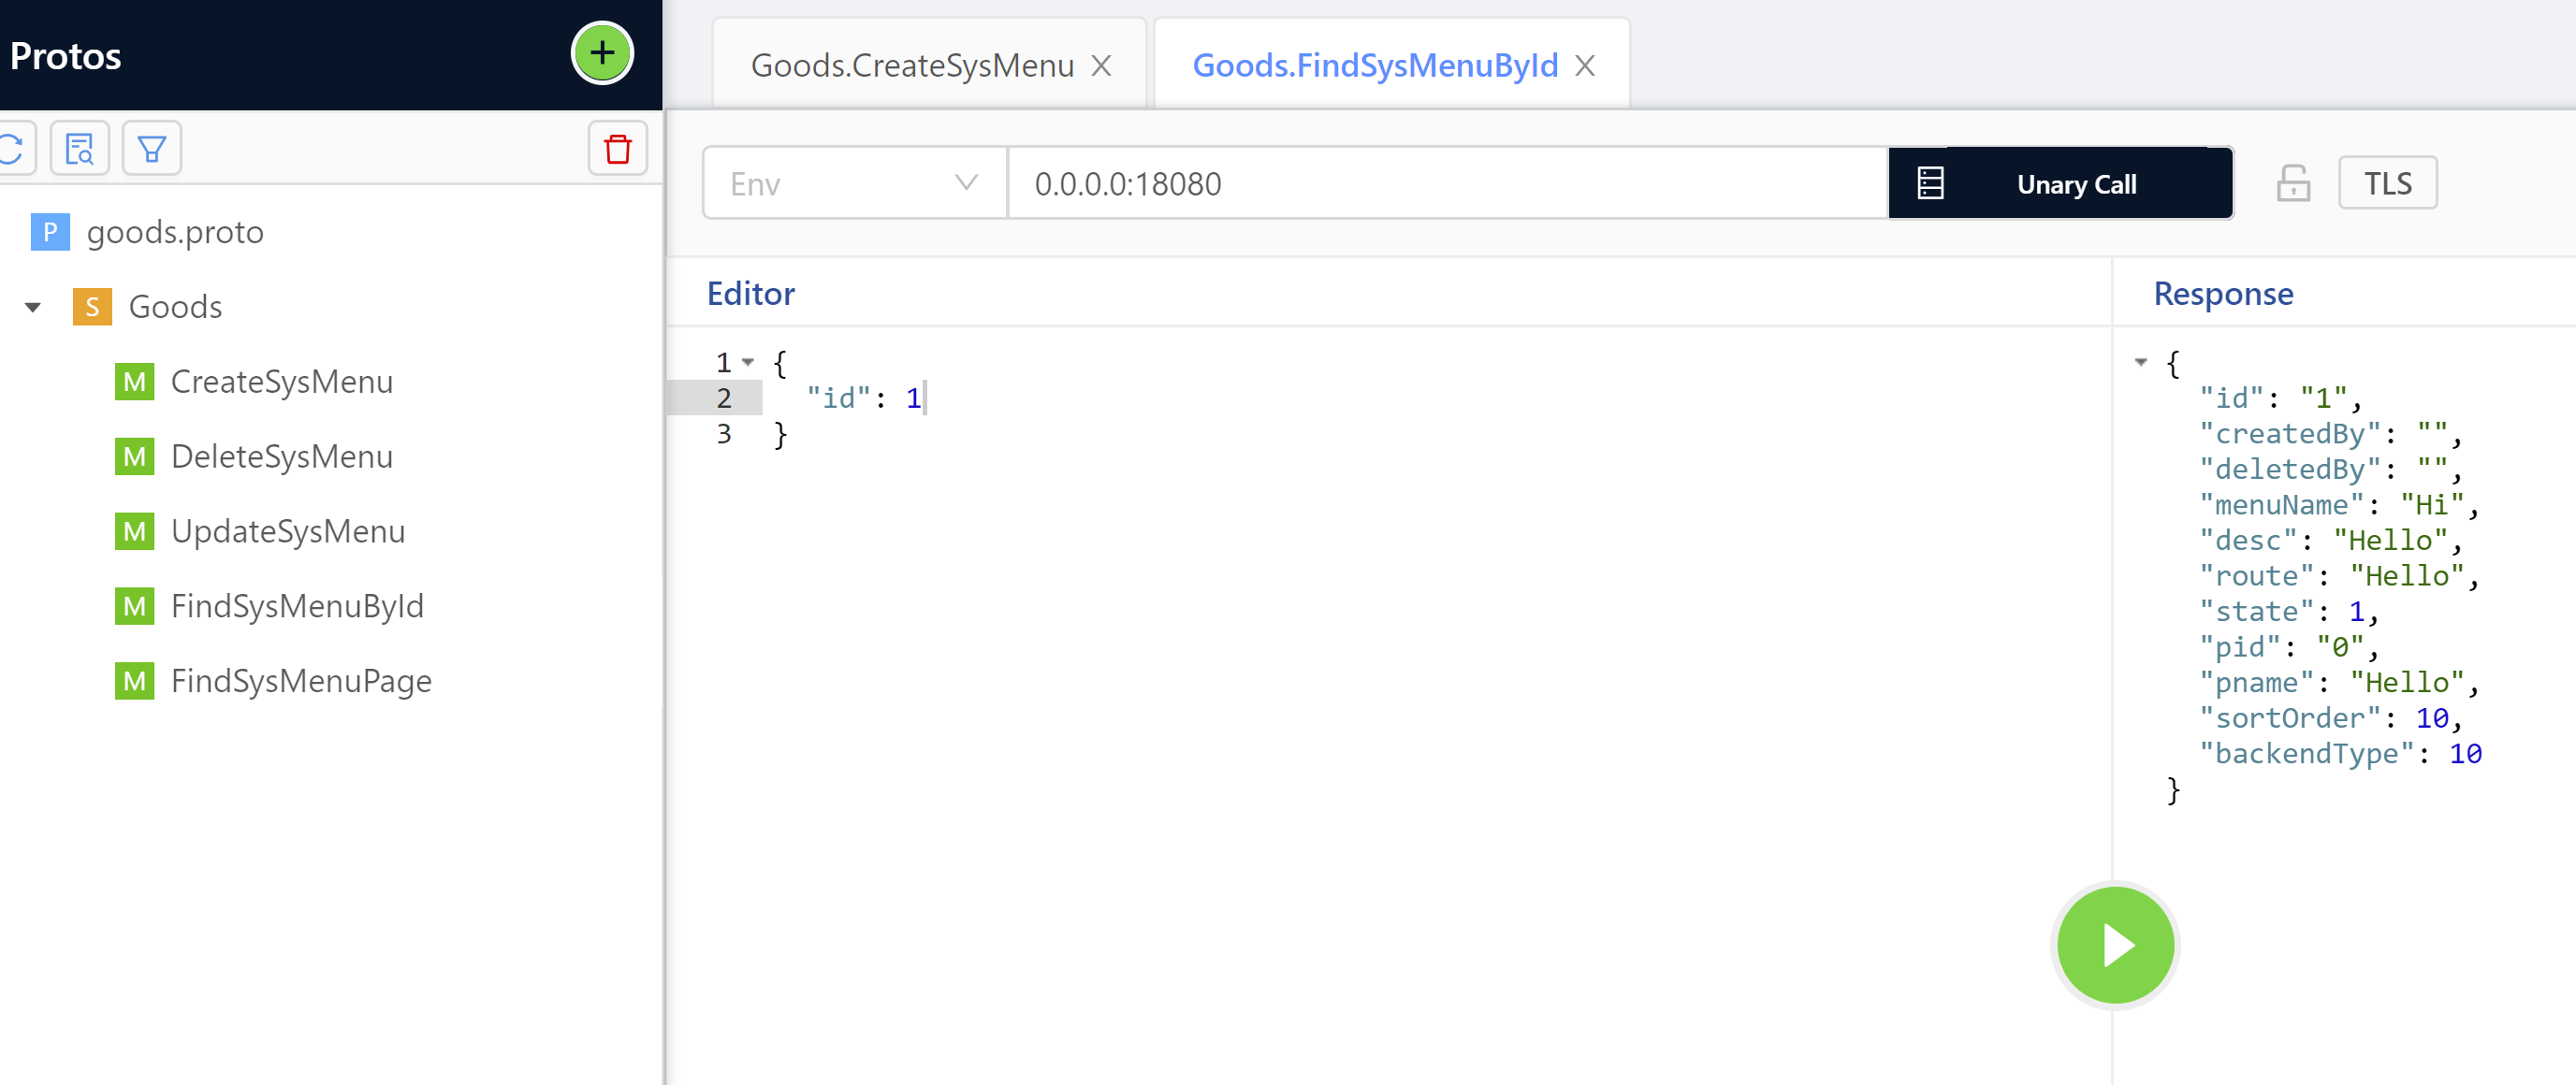 Protos
+
P goods.proto
S Goods
M CreateSysMenu
M DeleteSysMenu
M UpdateSysMenu
M FindSysMenuById
M FindSysMenuPage
Goods.CreateSysMenu X Goods.FindSysMenuById X
Env 0.0.0.0:18080 Unary Call TLS
Editor
1 {
2 "id": 1
3 }
Response
{
"id": "1",
"createdBy": "",
"deletedBy": "",
"menuName": "Hi",
"desc": "Hello",
"route": "Hello",
"state": 1,
"pid": "0",
"pname": "Hello",
"sortOrder": 10,
"backendType": 10
}